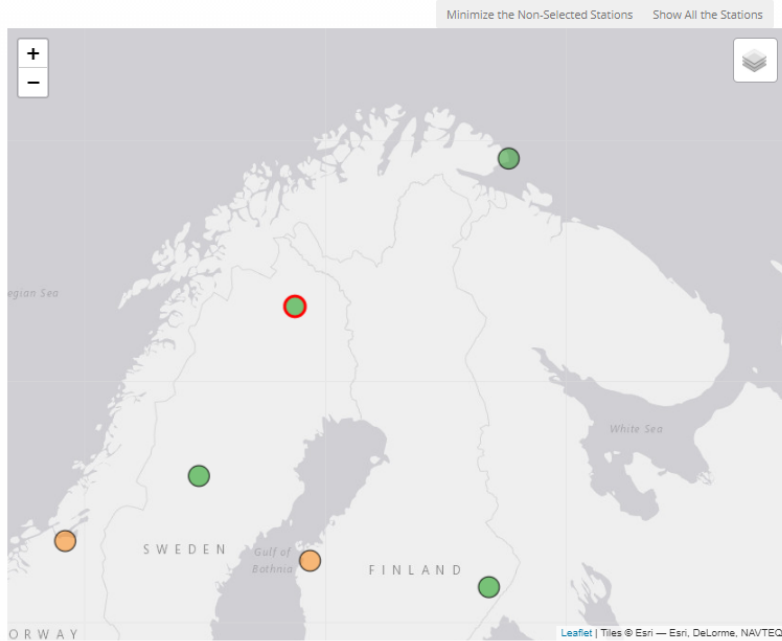 Minimize the Non-Selected Stations Show All the Stations
+
−
egian Sea
White Sea
SWEDEN
Gulf of
Bothnia
FINLAND
ORWAY
Leaflet | Tiles © Esri — Esri, DeLorme, NAVTEQ